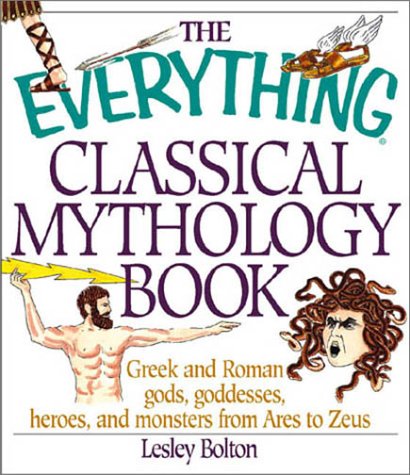 THE
EVERYTHING®
CLASSICAL
MYTHOLOGY
BOOK
Greek and Roman
gods, goddesses,
heroes, and monsters from Ares to Zeus
Lesley Bolton